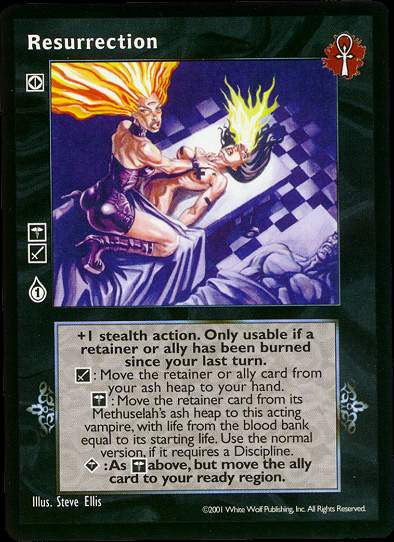 Resurrection
1
+1 stealth action. Only usable if a
retainer or ally has been burned
since your last turn.
: Move the retainer or ally card from
your ash heap to your hand.
: Move the retainer card from its
Methuselah's ash heap to this acting
vampire, with life from the blood bank
equal to its starting life. Use the normal
version, if it requires a Discipline.
: As above, but move the ally
card to your ready region.
Illus. Steve Ellis
©2001 White Wolf Publishing, Inc. All Rights Reserved.